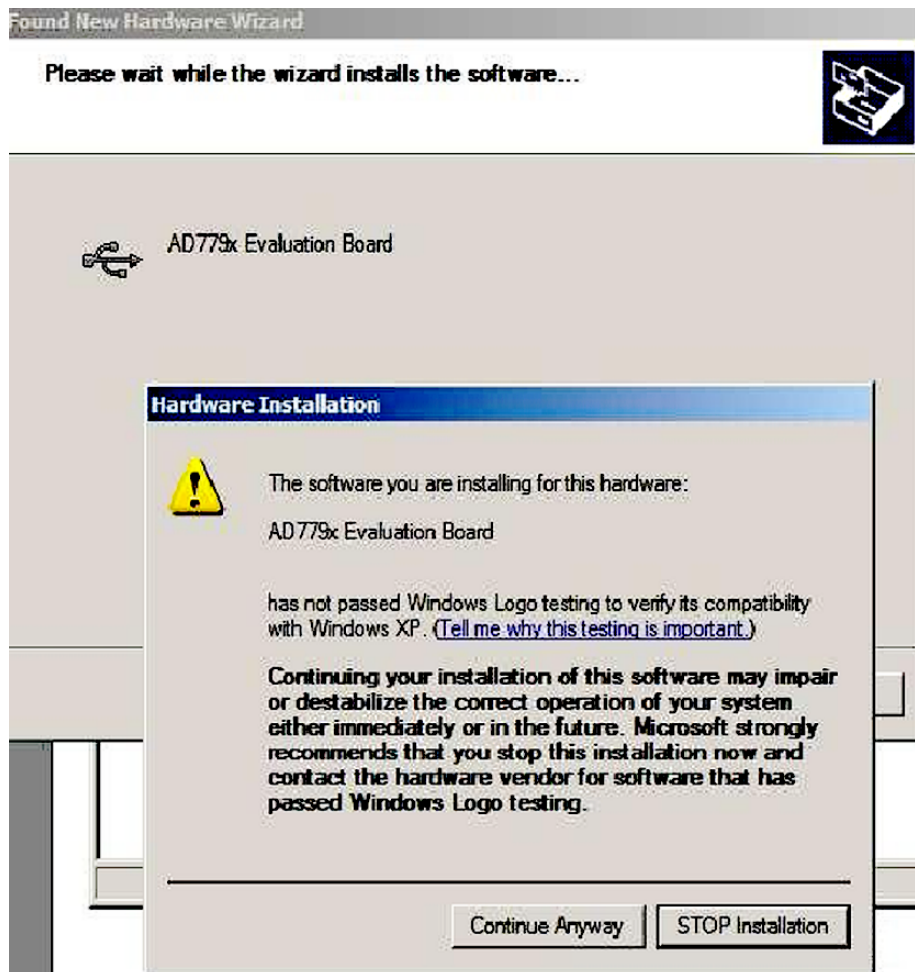 Found New Hardware Wizard
Please wait while the wizard installs the software...
AD779x Evaluation Board
Hardware Installation
The software you are installing for this hardware:
AD779x Evaluation Board
has not passed Windows Logo testing to verify its compatibility
with Windows XP. (Tell me why this testing is important.)
Continuing your installation of this software may impair
or destabilize the correct operation of your system
either immediately or in the future. Microsoft strongly
recommends that you stop this installation now and
contact the hardware vendor for software that has
passed Windows Logo testing.
Continue Anyway
STOP Installation